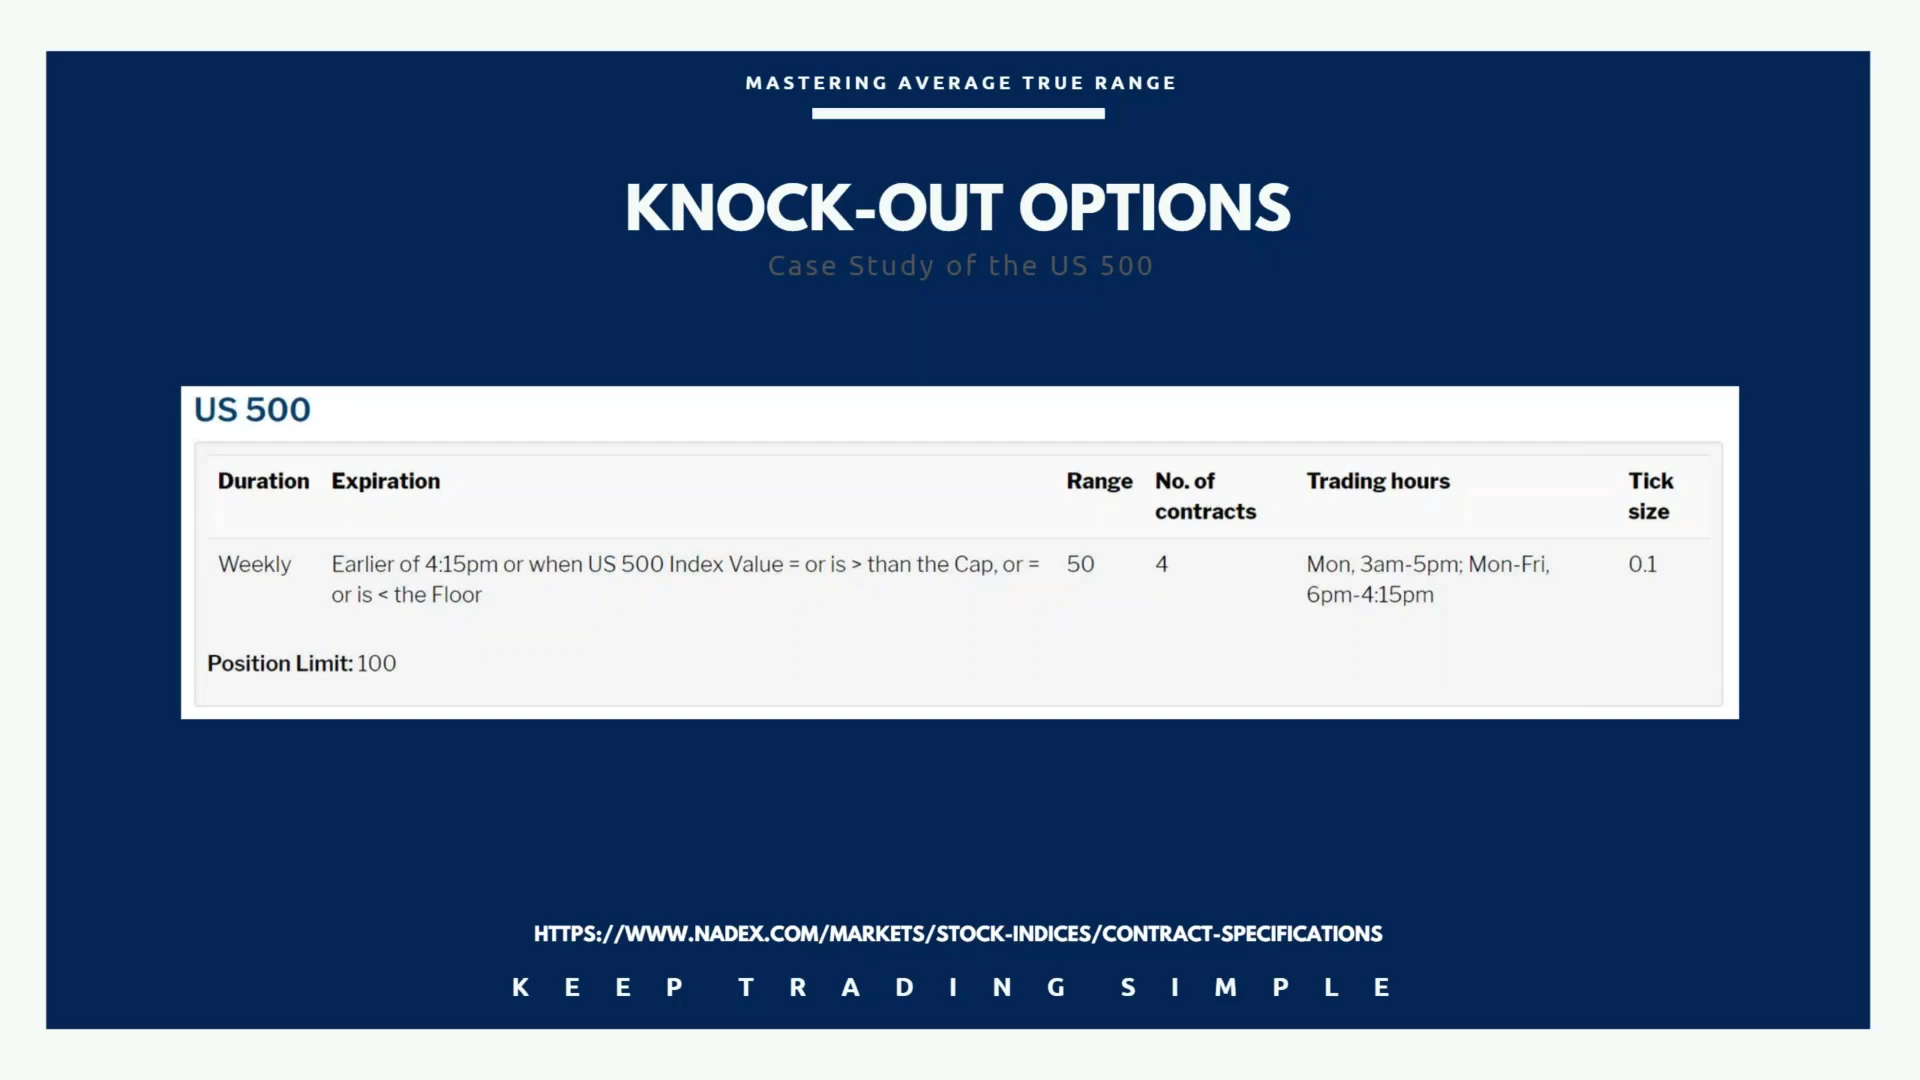 MASTERING AVERAGE TRUE RANGE
KNOCK-OUT OPTIONS
Case Study of the US 500
US 500
Duration Expiration Range No. of contracts Trading hours Tick size
Weekly Earlier of 4:15pm or when US 500 Index Value = or is > than the Cap, or = or is < the Floor 50 4 Mon, 3am-5pm; Mon-Fri, 6pm-4:15pm 0.1
Position Limit: 100
HTTPS://WWW.NADEX.COM/MARKETS/STOCK-INDICES/CONTRACT-SPECIFICATIONS
KEEP TRADING SIMPLE